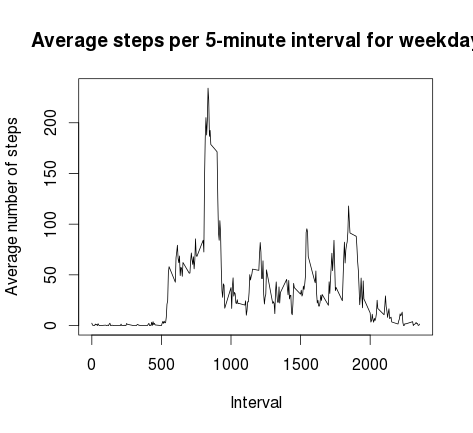 Average steps per 5-minute interval for weekday
Average number of steps
200
150
100
50
0
0 500 1000 1500 2000
Interval